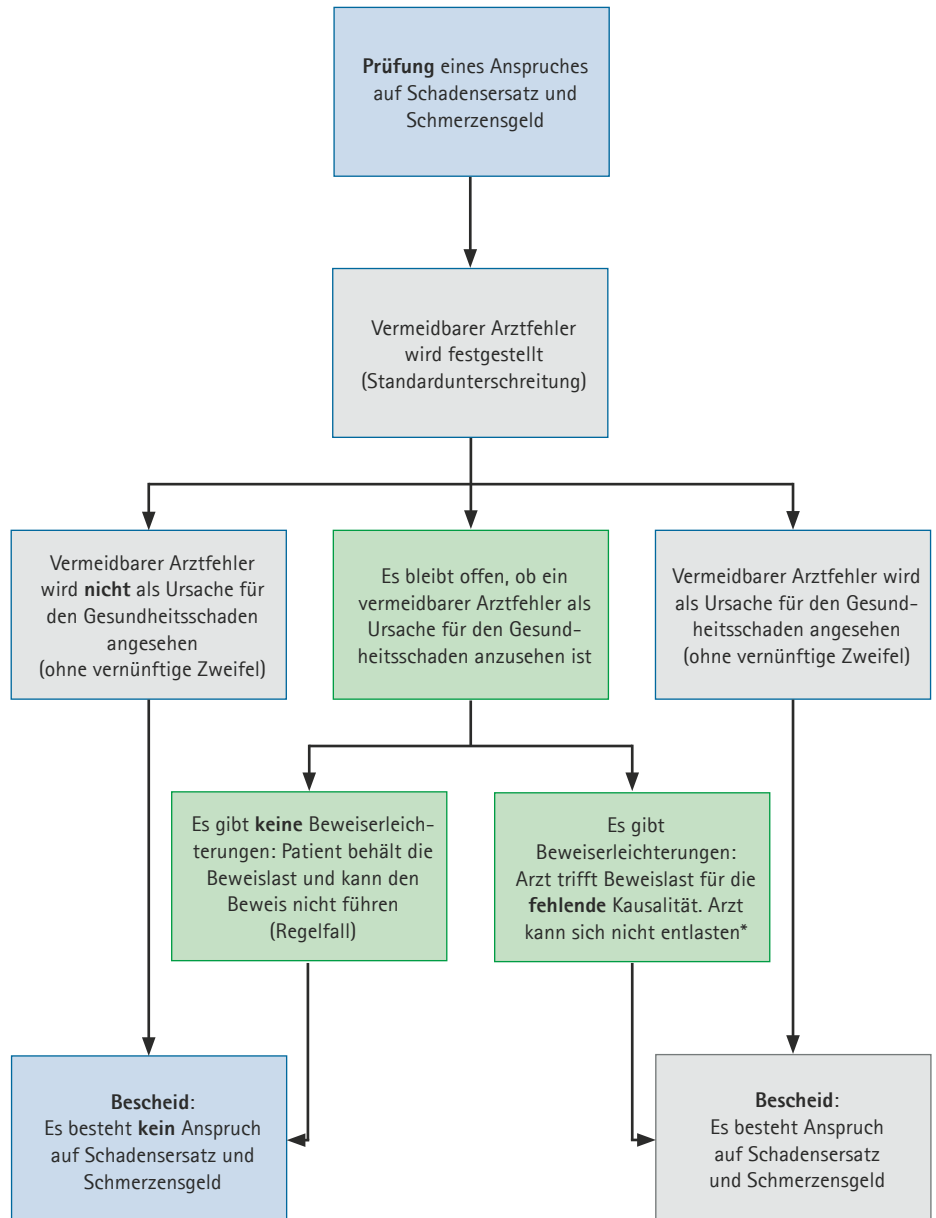 Prüfung eines Anspruches
auf Schadensersatz und
Schmerzensgeld
Vermeidbarer Arztfehler
wird festgestellt
(Standardunterschreitung)
Vermeidbarer Arztfehler
wird nicht als Ursache für
den Gesundheitsschaden
angesehen
(ohne vernünftige Zweifel)
Es bleibt offen, ob ein
vermeidbarer Arztfehler als
Ursache für den Gesund-
heitsschaden anzusehen ist
Vermeidbarer Arztfehler wird
als Ursache für den Gesund-
heitsschaden angesehen
(ohne vernünftige Zweifel)
Es gibt keine Beweiserleich-
terungen: Patient behält die
Beweislast und kann den
Beweis nicht führen
(Regelfall)
Es gibt
Beweiserleichterungen:
Arzt trifft Beweislast für die
fehlende Kausalität. Arzt
kann sich nicht entlasten*
Bescheid:
Es besteht kein Anspruch
auf Schadensersatz und
Schmerzensgeld
Bescheid:
Es besteht Anspruch
auf Schadensersatz
und Schmerzensgeld